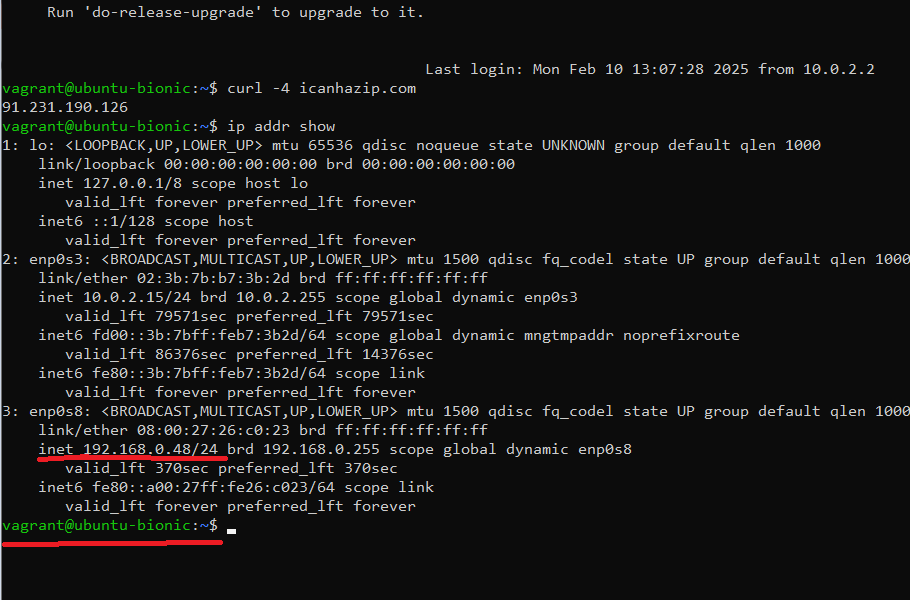 Run 'do-release-upgrade' to upgrade to it.
Last login: Mon Feb 10 13:07:28 2025 from 10.0.2.2
vagrant@ubuntu-bionic:~$ curl -4 icanhazip.com
91.231.190.126
vagrant@ubuntu-bionic:~$ ip addr show
1: lo: <LOOPBACK,UP,LOWER_UP> mtu 65536 qdisc noqueue state UNKNOWN group default qlen 1000
link/loopback 00:00:00:00:00:00 brd 00:00:00:00:00:00
inet 127.0.0.1/8 scope host lo
valid_lft forever preferred_lft forever
inet6 ::1/128 scope host
valid_lft forever preferred_lft forever
2: enp0s3: <BROADCAST,MULTICAST,UP,LOWER_UP> mtu 1500 qdisc fq_codel state UP group default qlen 1000
link/ether 02:3b:7b:b7:3b:2d brd ff:ff:ff:ff:ff:ff
inet 10.0.2.15/24 brd 10.0.2.255 scope global dynamic enp0s3
valid_lft 79571sec preferred_lft 79571sec
inet6 fd00::3b:7bff:feb7:3b2d/64 scope global dynamic mngtmpaddr noprefixroute
valid_lft 86376sec preferred_lft 14376sec
inet6 fe80::3b:7bff:feb7:3b2d/64 scope link
valid_lft forever preferred_lft forever
3: enp0s8: <BROADCAST,MULTICAST,UP,LOWER_UP> mtu 1500 qdisc fq_codel state UP group default qlen 1000
link/ether 08:00:27:26:c0:23 brd ff:ff:ff:ff:ff:ff
inet 192.168.0.48/24 brd 192.168.0.255 scope global dynamic enp0s8
valid_lft 370sec preferred_lft 370sec
inet6 fe80::a00:27ff:fe26:c023/64 scope link
valid_lft forever preferred_lft forever
vagrant@ubuntu-bionic:~$